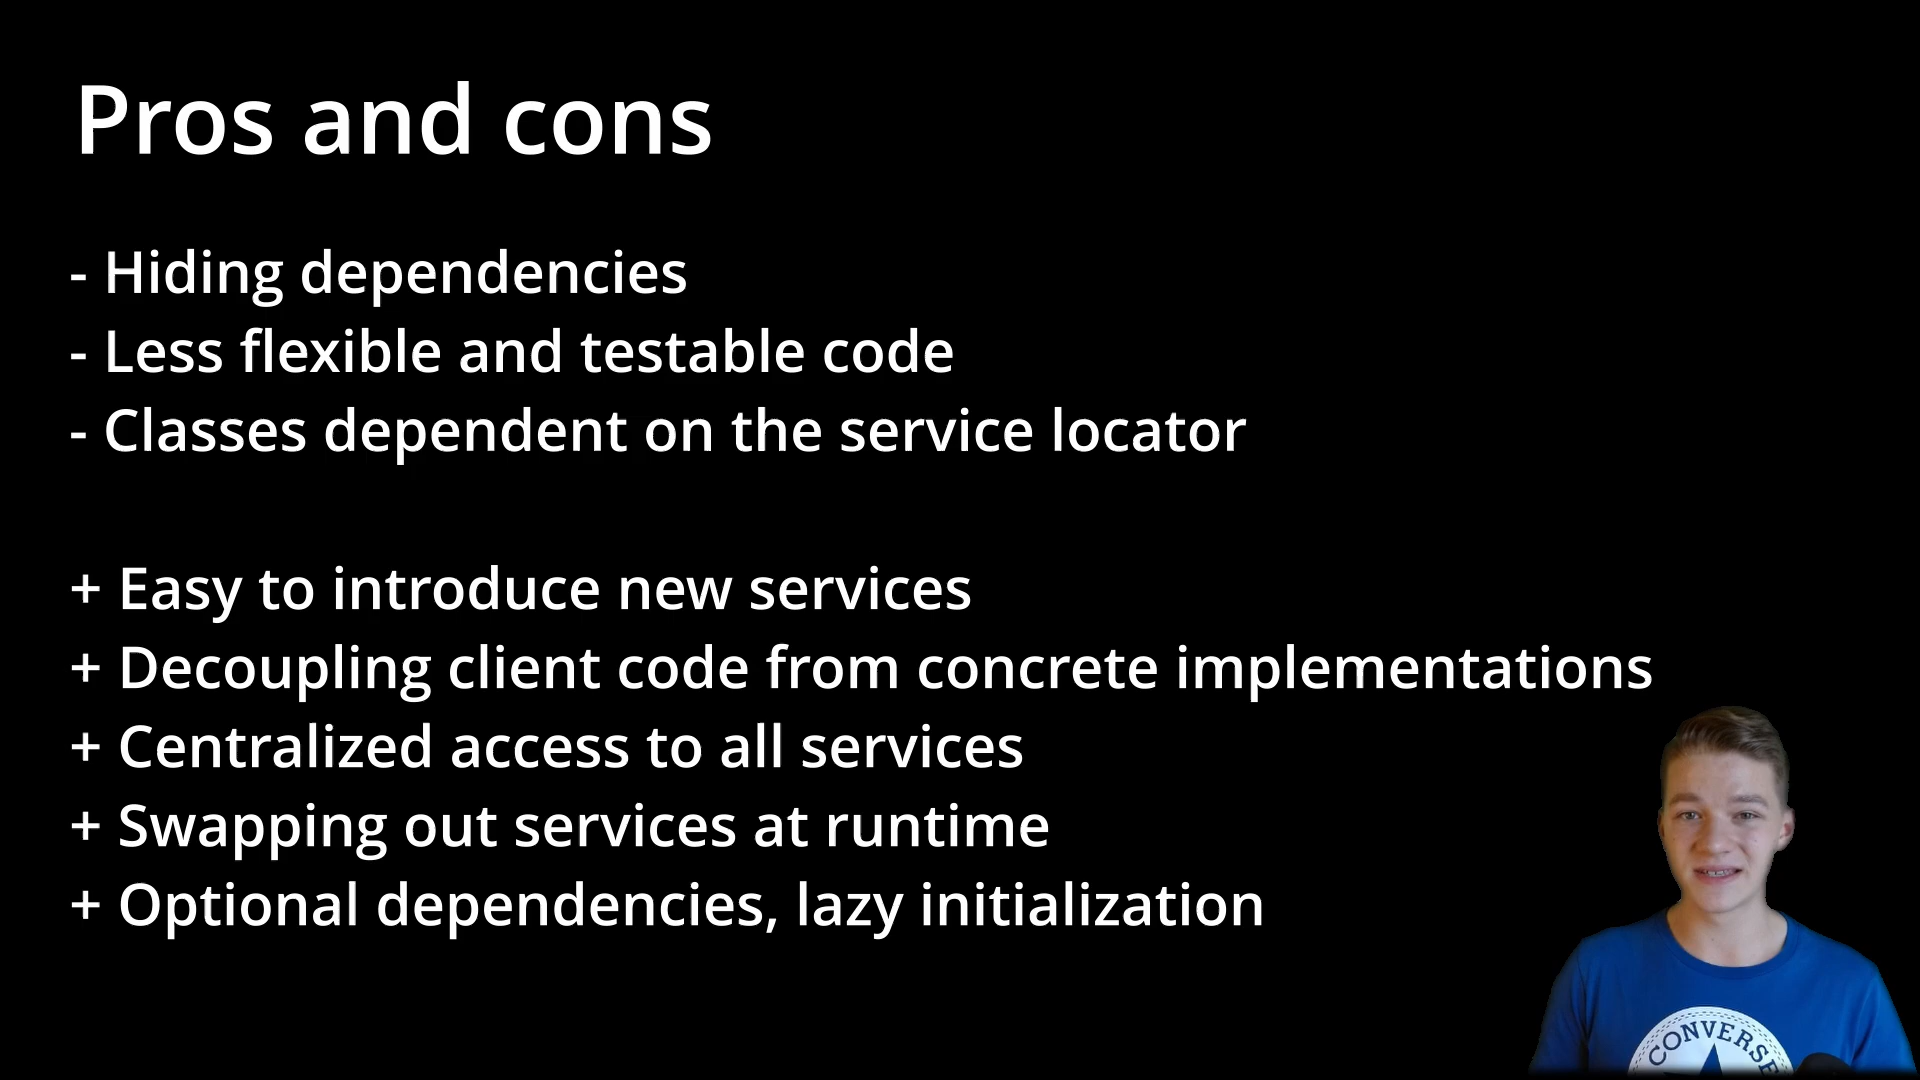 Pros and cons
- Hiding dependencies
- Less flexible and testable code
- Classes dependent on the service locator
+ Easy to introduce new services
+ Decoupling client code from concrete implementations
+ Centralized access to all services
+ Swapping out services at runtime
+ Optional dependencies, lazy initialization
CONVERSE